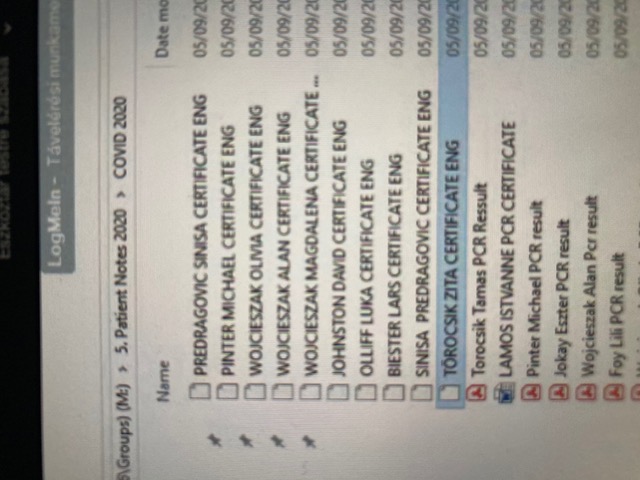 Eszköztár testre szabása
LogMeIn - Távelérési munkame
\Groups) (M:) > 5. Patient Notes 2020 > COVID 2020
Name Date mo
PREDRAGOVIC SINISA CERTIFICATE ENG 05/09/20
PINTER MICHAEL CERTIFICATE ENG 05/09/20
WOJCIESZAK OLIVIA CERTIFICATE ENG 05/09/20
WOJCIESZAK ALAN CERTIFICATE ENG 05/09/20
WOJCIESZAK MAGDALENA CERTIFICATE ... 05/09/20
JOHNSTON DAVID CERTIFICATE ENG 05/09/20
OLLIFF LUKA CERTIFICATE ENG 05/09/20
BIESTER LARS CERTIFICATE ENG 05/09/20
SINISA PREDRAGOVIC CERTIFICATE ENG 05/09/20
TÖROCSIK ZITA CERTIFICATE ENG 05/09/20
Torocsik Tamas PCR Ressult 05/09/20
LAMOS ISTVANNE PCR CERTIFICATE 05/09/20
Pinter Michael PCR result 05/09/20
Jokay Eszter PCR result 05/09/20
Wojcieszak Alan Pcr result 05/09/20
Foy Lili PCR result 05/09/20